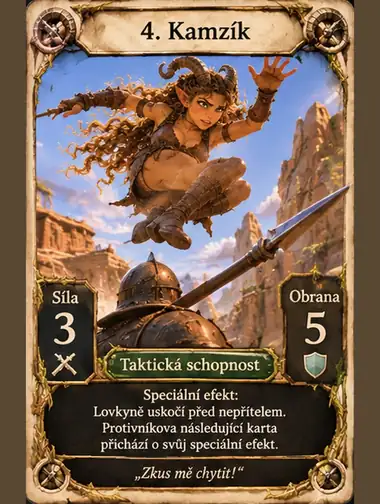 4. Kamzík
Síla
3
Obrana
5
Taktická schopnost
Speciální efekt:
Lovkyně uskočí před nepřítelem.
Protivníkova následující karta
přichází o svůj speciální efekt.
„Zkus mě chytit!“